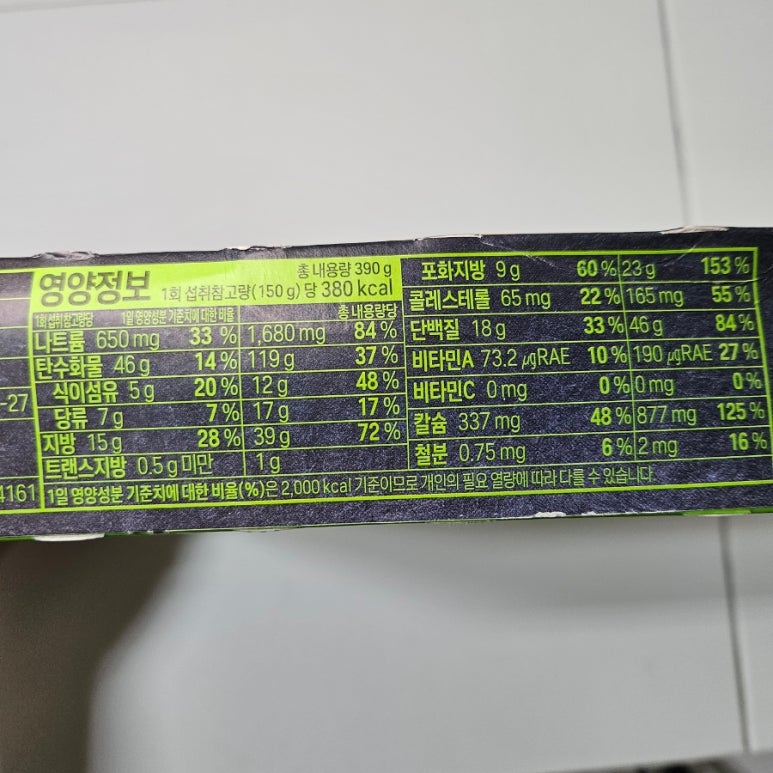 영양정보
총 내용량 390 g
1회 섭취참고량(150 g) 당 380 kcal
1회 섭취참고량당 1일 영양성분 기준치에 대한 비율 총 내용량당
나트륨 650 mg 33 % 1,680 mg 84 %
탄수화물 46 g 14 % 119 g 37 %
식이섬유 5 g 20 % 12 g 48 %
당류 7 g 7 % 17 g 17 %
지방 15 g 28 % 39 g 72 %
트랜스지방 0.5 g 미만 1 g
포화지방 9 g 60 % 23 g 153 %
콜레스테롤 65 mg 22 % 165 mg 55 %
단백질 18 g 33 % 46 g 84 %
비타민A 73.2 µgRAE 10 % 190 µgRAE 27 %
비타민C 0 mg 0 % 0 mg 0 %
칼슘 337 mg 48 % 877 mg 125 %
철분 0.75 mg 6 % 2 mg 16 %
1일 영양성분 기준치에 대한 비율(%)은 2,000 kcal 기준이므로 개인의 필요 열량에 따라 다를 수 있습니다.
-27
4161